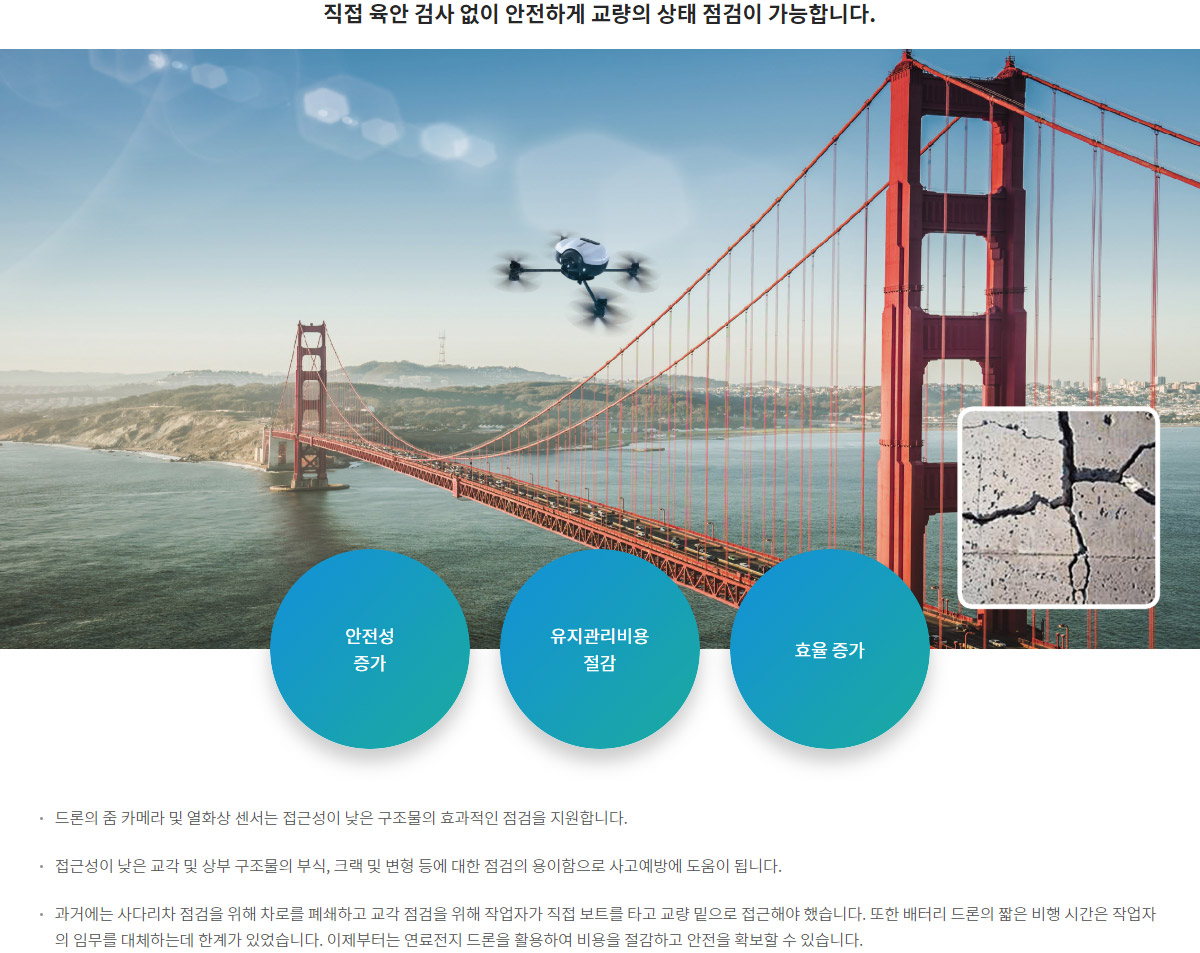 직접 육안 검사 없이 안전하게 교량의 상태 점검이 가능합니다.
안전성
증가
유지관리비용
절감
효율 증가
· 드론의 줌 카메라 및 열화상 센서는 접근성이 낮은 구조물의 효과적인 점검을 지원합니다.
· 접근성이 낮은 교각 및 상부 구조물의 부식, 크랙 및 변형 등에 대한 점검의 용이함으로 사고예방에 도움이 됩니다.
· 과거에는 사다리차 점검을 위해 차로를 폐쇄하고 교각 점검을 위해 작업자가 직접 보트를 타고 교량 밑으로 접근해야 했습니다. 또한 배터리 드론의 짧은 비행 시간은 작업자
의 임무를 대체하는데 한계가 있었습니다. 이제부터는 연료전지 드론을 활용하여 비용을 절감하고 안전을 확보할 수 있습니다.